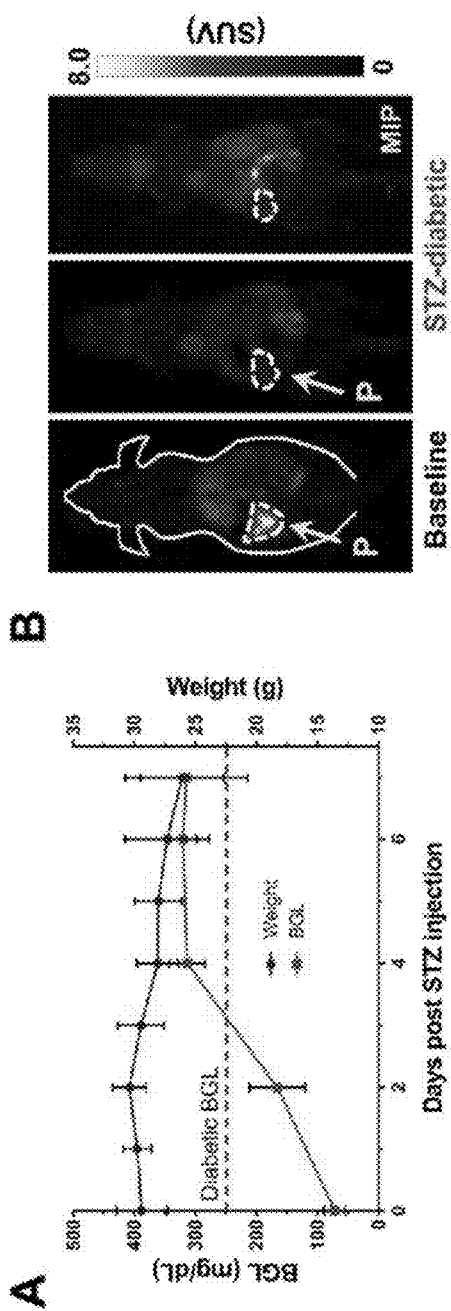 A
BGL (mg/dL)
500
400
300
200
100
0
Diabetic BGL
Weight
BGL
0
2
4
6
Days post STZ injection
Weight (g)
35
30
25
20
15
10
B
P
P
MIP
Baseline
STZ-diabetic
8.0
0
(SUV)